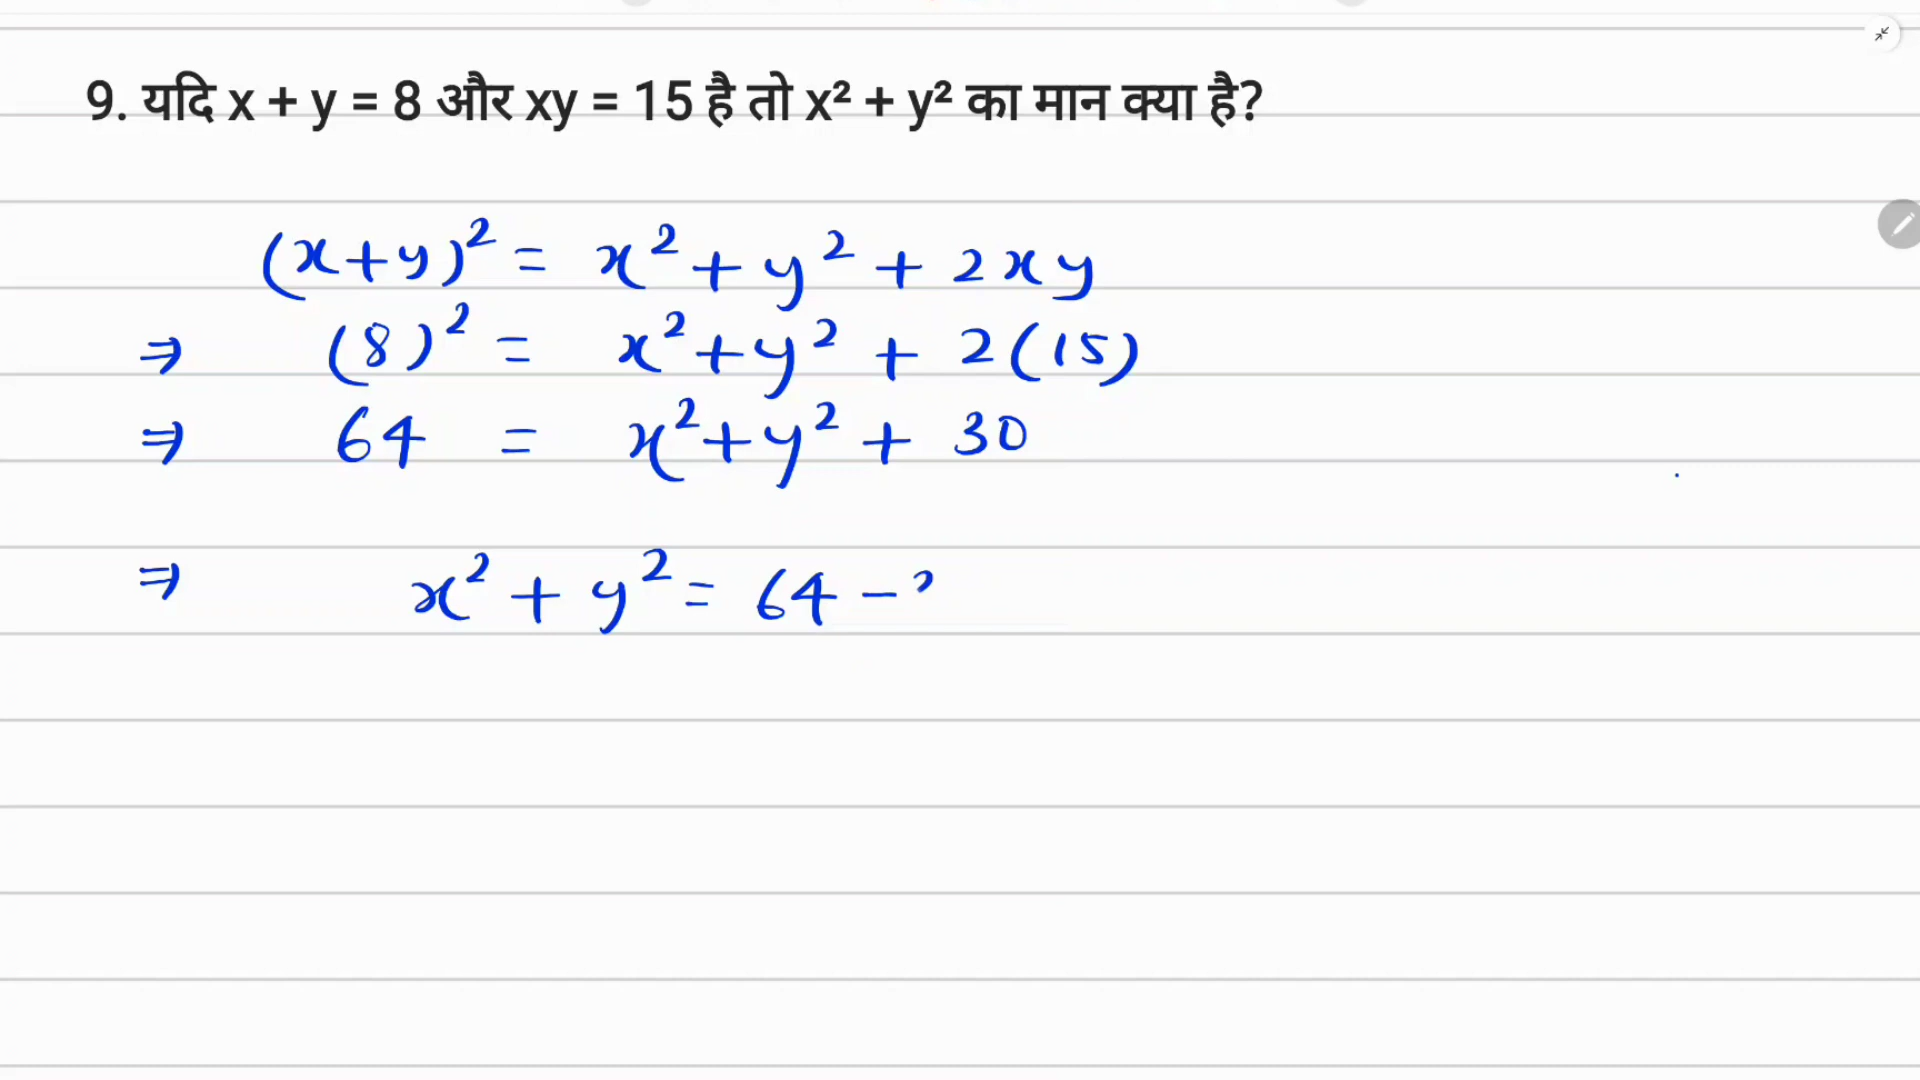 9. यदि x + y = 8 और xy = 15 है तो x² + y² का मान क्या है?
(x+y)² = x² + y² + 2xy
⇒ (8)² = x² + y² + 2(15)
⇒ 64 = x² + y² + 30
⇒ x² + y² = 64 –